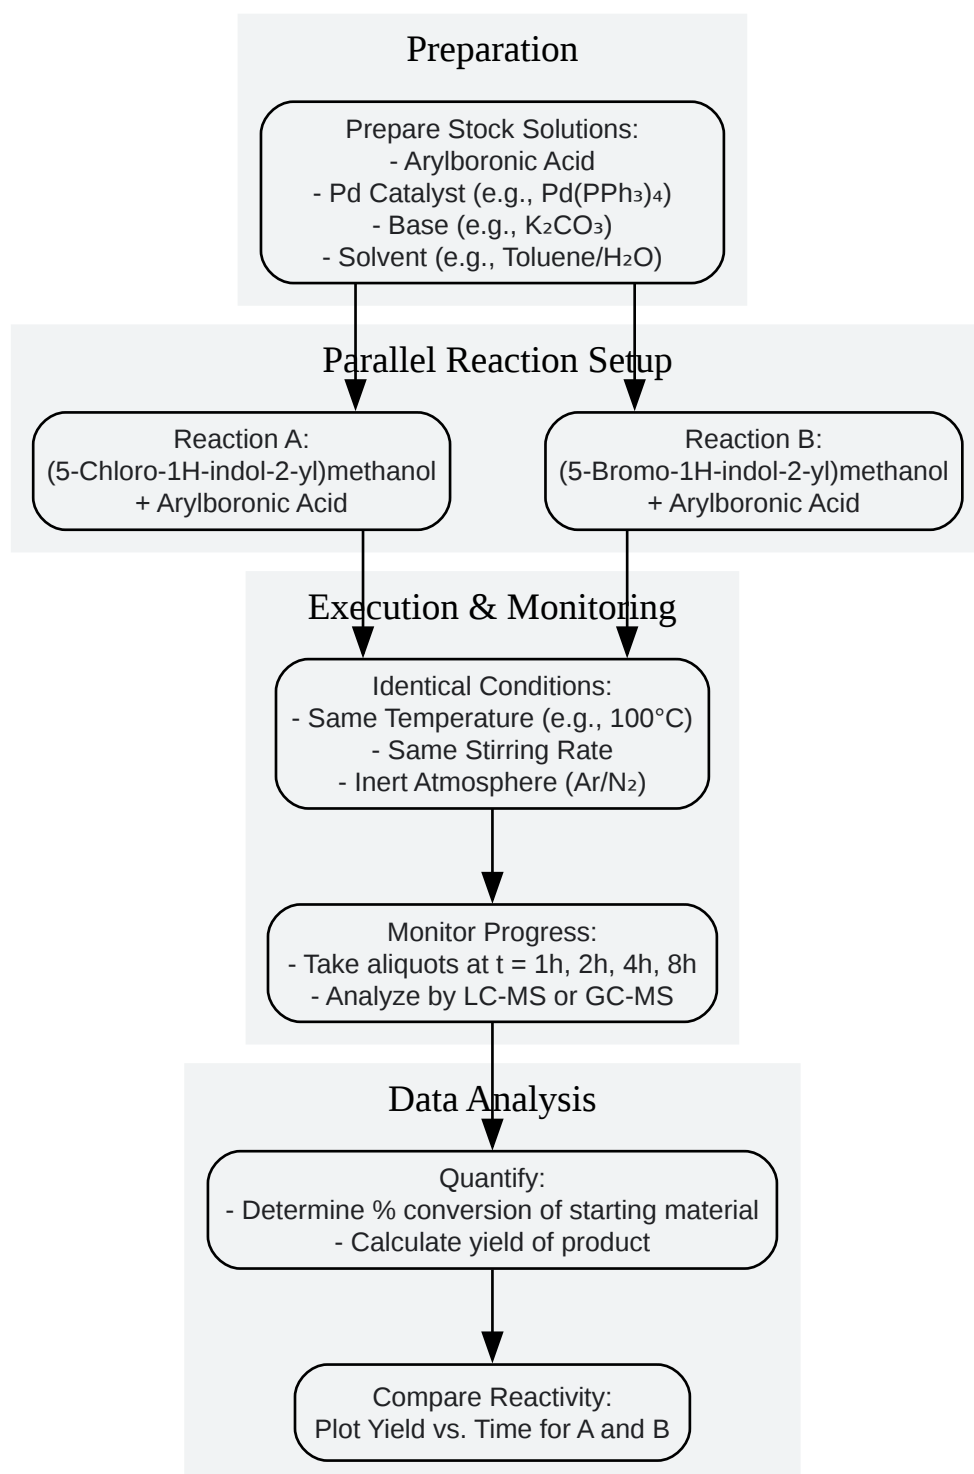 Preparation
Prepare Stock Solutions:
- Arylboronic Acid
- Pd Catalyst (e.g., Pd(PPh₃)₄)
- Base (e.g., K₂CO₃)
- Solvent (e.g., Toluene/H₂O)
Parallel Reaction Setup
Reaction A:
(5-Chloro-1H-indol-2-yl)methanol
+ Arylboronic Acid
Reaction B:
(5-Bromo-1H-indol-2-yl)methanol
+ Arylboronic Acid
Execution & Monitoring
Identical Conditions:
- Same Temperature (e.g., 100°C)
- Same Stirring Rate
- Inert Atmosphere (Ar/N₂)
Monitor Progress:
- Take aliquots at t = 1h, 2h, 4h, 8h
- Analyze by LC-MS or GC-MS
Data Analysis
Quantify:
- Determine % conversion of starting material
- Calculate yield of product
Compare Reactivity:
Plot Yield vs. Time for A and B